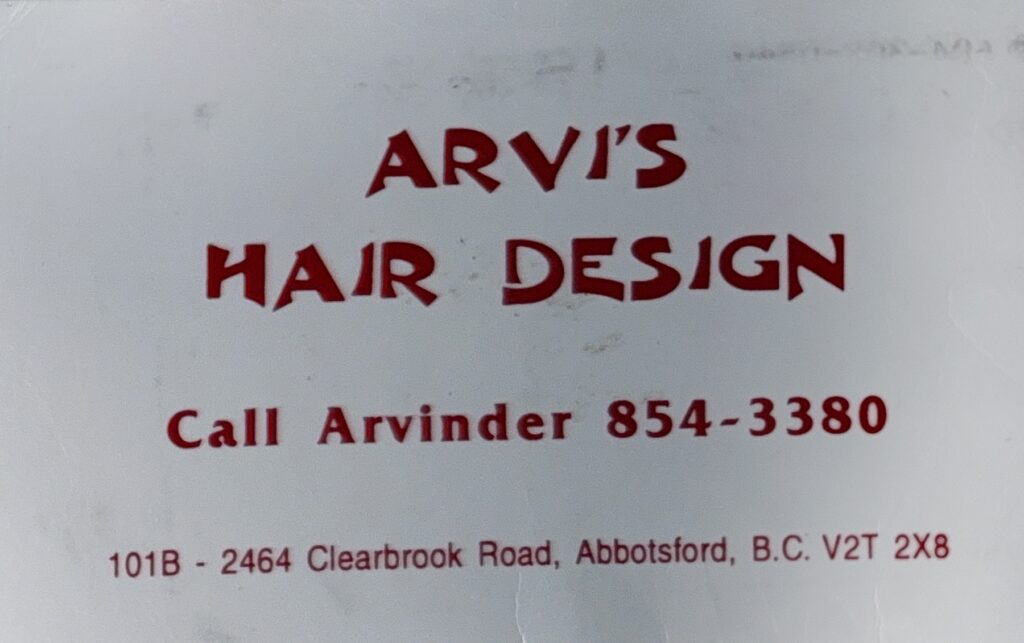 ARVI'S
HAIR DESIGN
Call Arvinder 854-3380
101B - 2464 Clearbrook Road, Abbotsford, B.C. V2T 2X8